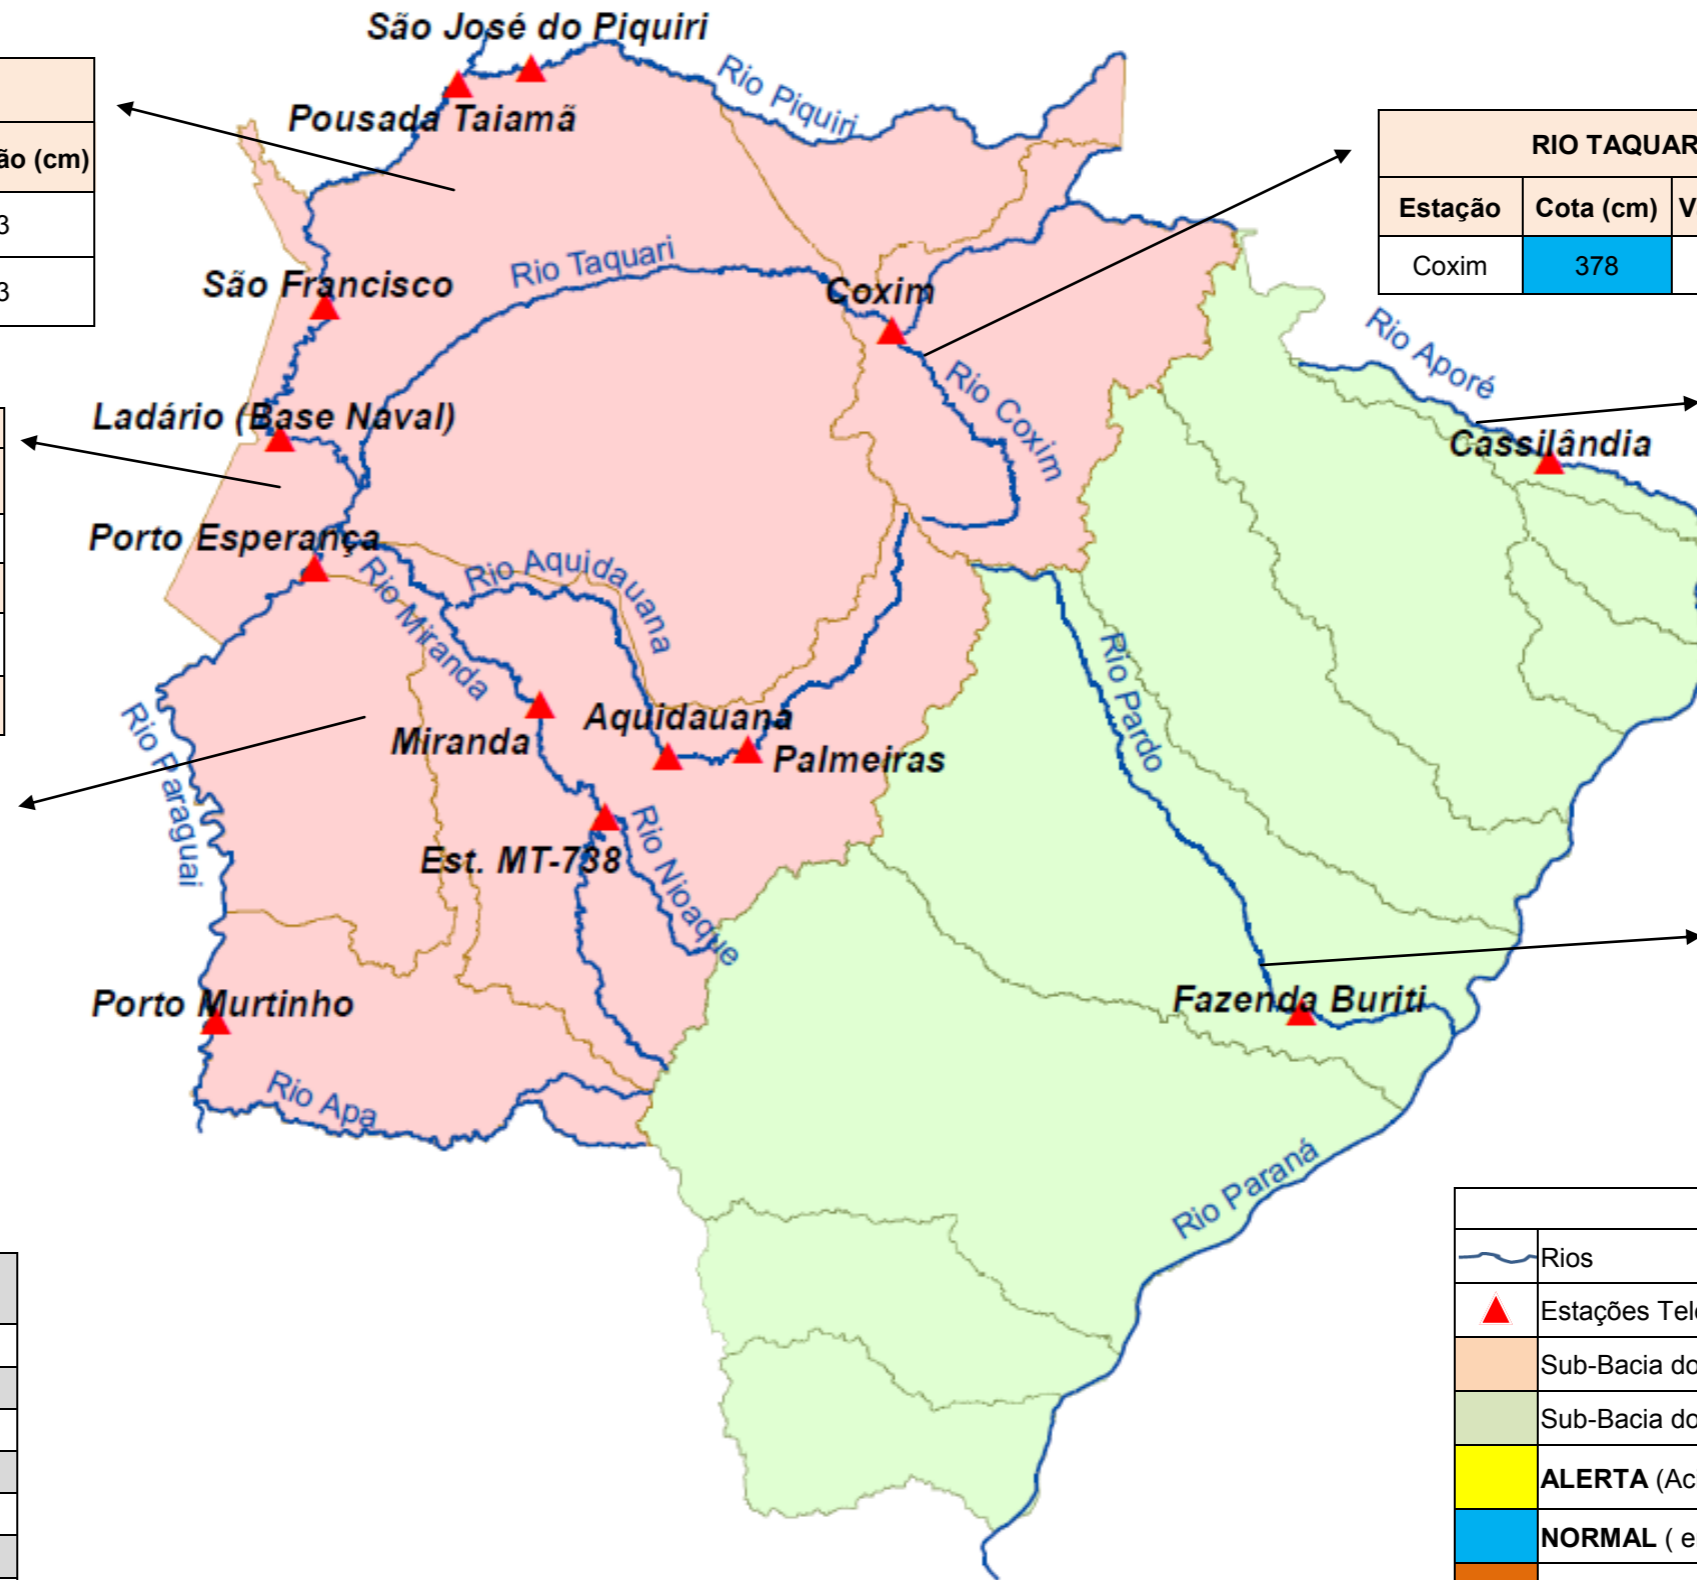 São José do Piquiri
Pousada Taiamã
Rio Piquiri
ão (cm)
3
3
RIO TAQUAR
Estação Cota (cm) V
Coxim 378
São Francisco
Rio Taquari
Coxim
Rio Aporé
Rio Coxim
Ladário (Base Naval)
Cassilândia
Porto Esperança
Rio Miranda
Rio Aquidauana
Rio Pardo
Rio Paraguai
Miranda
Aquidauana
Palmeiras
Est. MT-738
Rio Nioaque
Porto Murtinho
Fazenda Buriti
Rio Apa
Rio Paraná
Rios
Estações Tel
Sub-Bacia do
Sub-Bacia do
ALERTA (Ac
NORMAL ( e